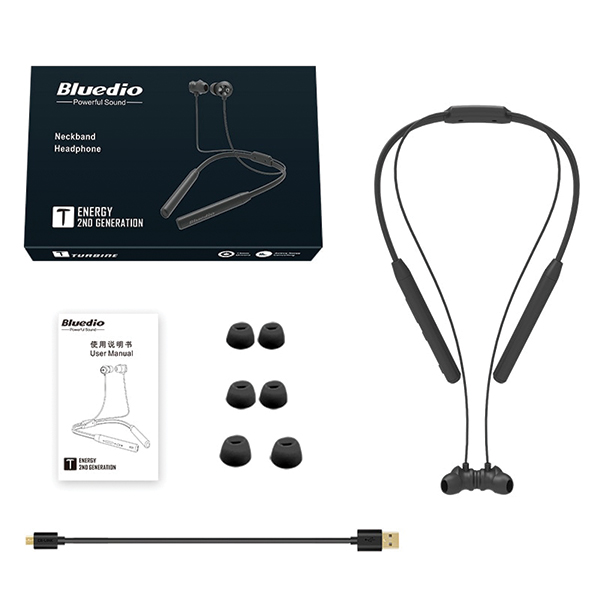 Bluedio
Powerful Sound
Neckband
Headphone
T ENERGY
2ND GENERATION
T TURBINE
Bluedio
Powerful Sound
使用说明书
User Manual
T ENERGY
2ND GENERATION